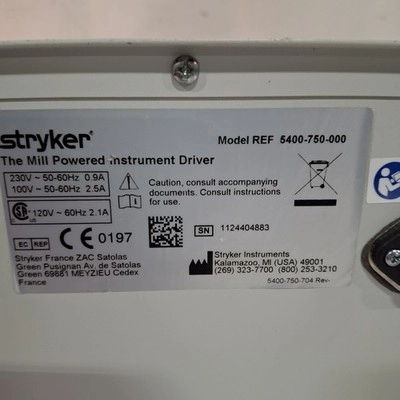 stryker
Model REF 5400-750-000
The Mill Powered Instrument Driver
230V ~ 50-60Hz 0.9A
100V ~ 50-60Hz 2.5A
120V ~ 60Hz 2.1A
Caution, consult accompanying
documents. Consult instructions
for use.
EC REP
CE 0197
SN 1124404883
Stryker France ZAC Satolas
Green Pusignan Av. de Satolas
Green 69881 MEYZIEU Cedex
France
Stryker Instruments
Kalamazoo, MI (USA) 49001
(269) 323-7700 (800) 253-3210
5400-750-704 Rev-